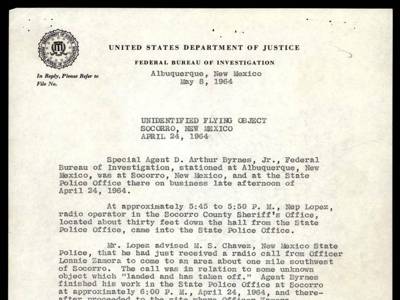 UNITED STATES DEPARTMENT OF JUSTICE
FEDERAL BUREAU OF INVESTIGATION
In Reply, Please Refer to
File No.
Albuquerque, New Mexico
May 8, 1964
UNIDENTIFIED FLYING OBJECT
SOCORRO, NEW MEXICO
APRIL 24, 1964
Special Agent D. Arthur Byrnes, Jr., Federal
Bureau of Investigation, stationed at Albuquerque, New
Mexico, was at Socorro, New Mexico, and at the State
Police Office there on business late afternoon of
April 24, 1964.
At approximately 5:45 to 5:50 P. M., Nep Lopez,
radio operator in the Socorro County Sheriff's Office,
located about thirty feet down the hall from the State
Police Office, came into the State Police Office.
Mr. Lopez advised M. S. Chavez, New Mexico State
Police, that he had just received a radio call from Officer
Lonnie Zamora to come to an area about one mile southwest
of Socorro. The call was in relation to some unknown
object which "landed and has taken off." Agent Byrnes
finished his work in the State Police Office at Socorro
at approximately 6:00 P. M., April 24, 1964, and there-